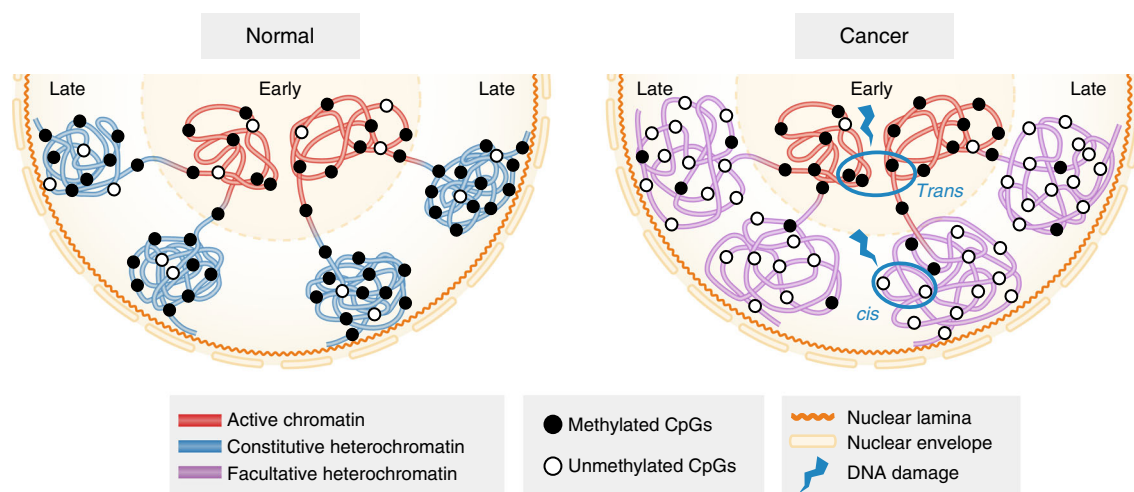 Normal
Cancer
Late
Early
Late
Late
Early
Late
Trans
cis
Active chromatin
Constitutive heterochromatin
Facultative heterochromatin
Methylated CpGs
Unmethylated CpGs
Nuclear lamina
Nuclear envelope
DNA damage